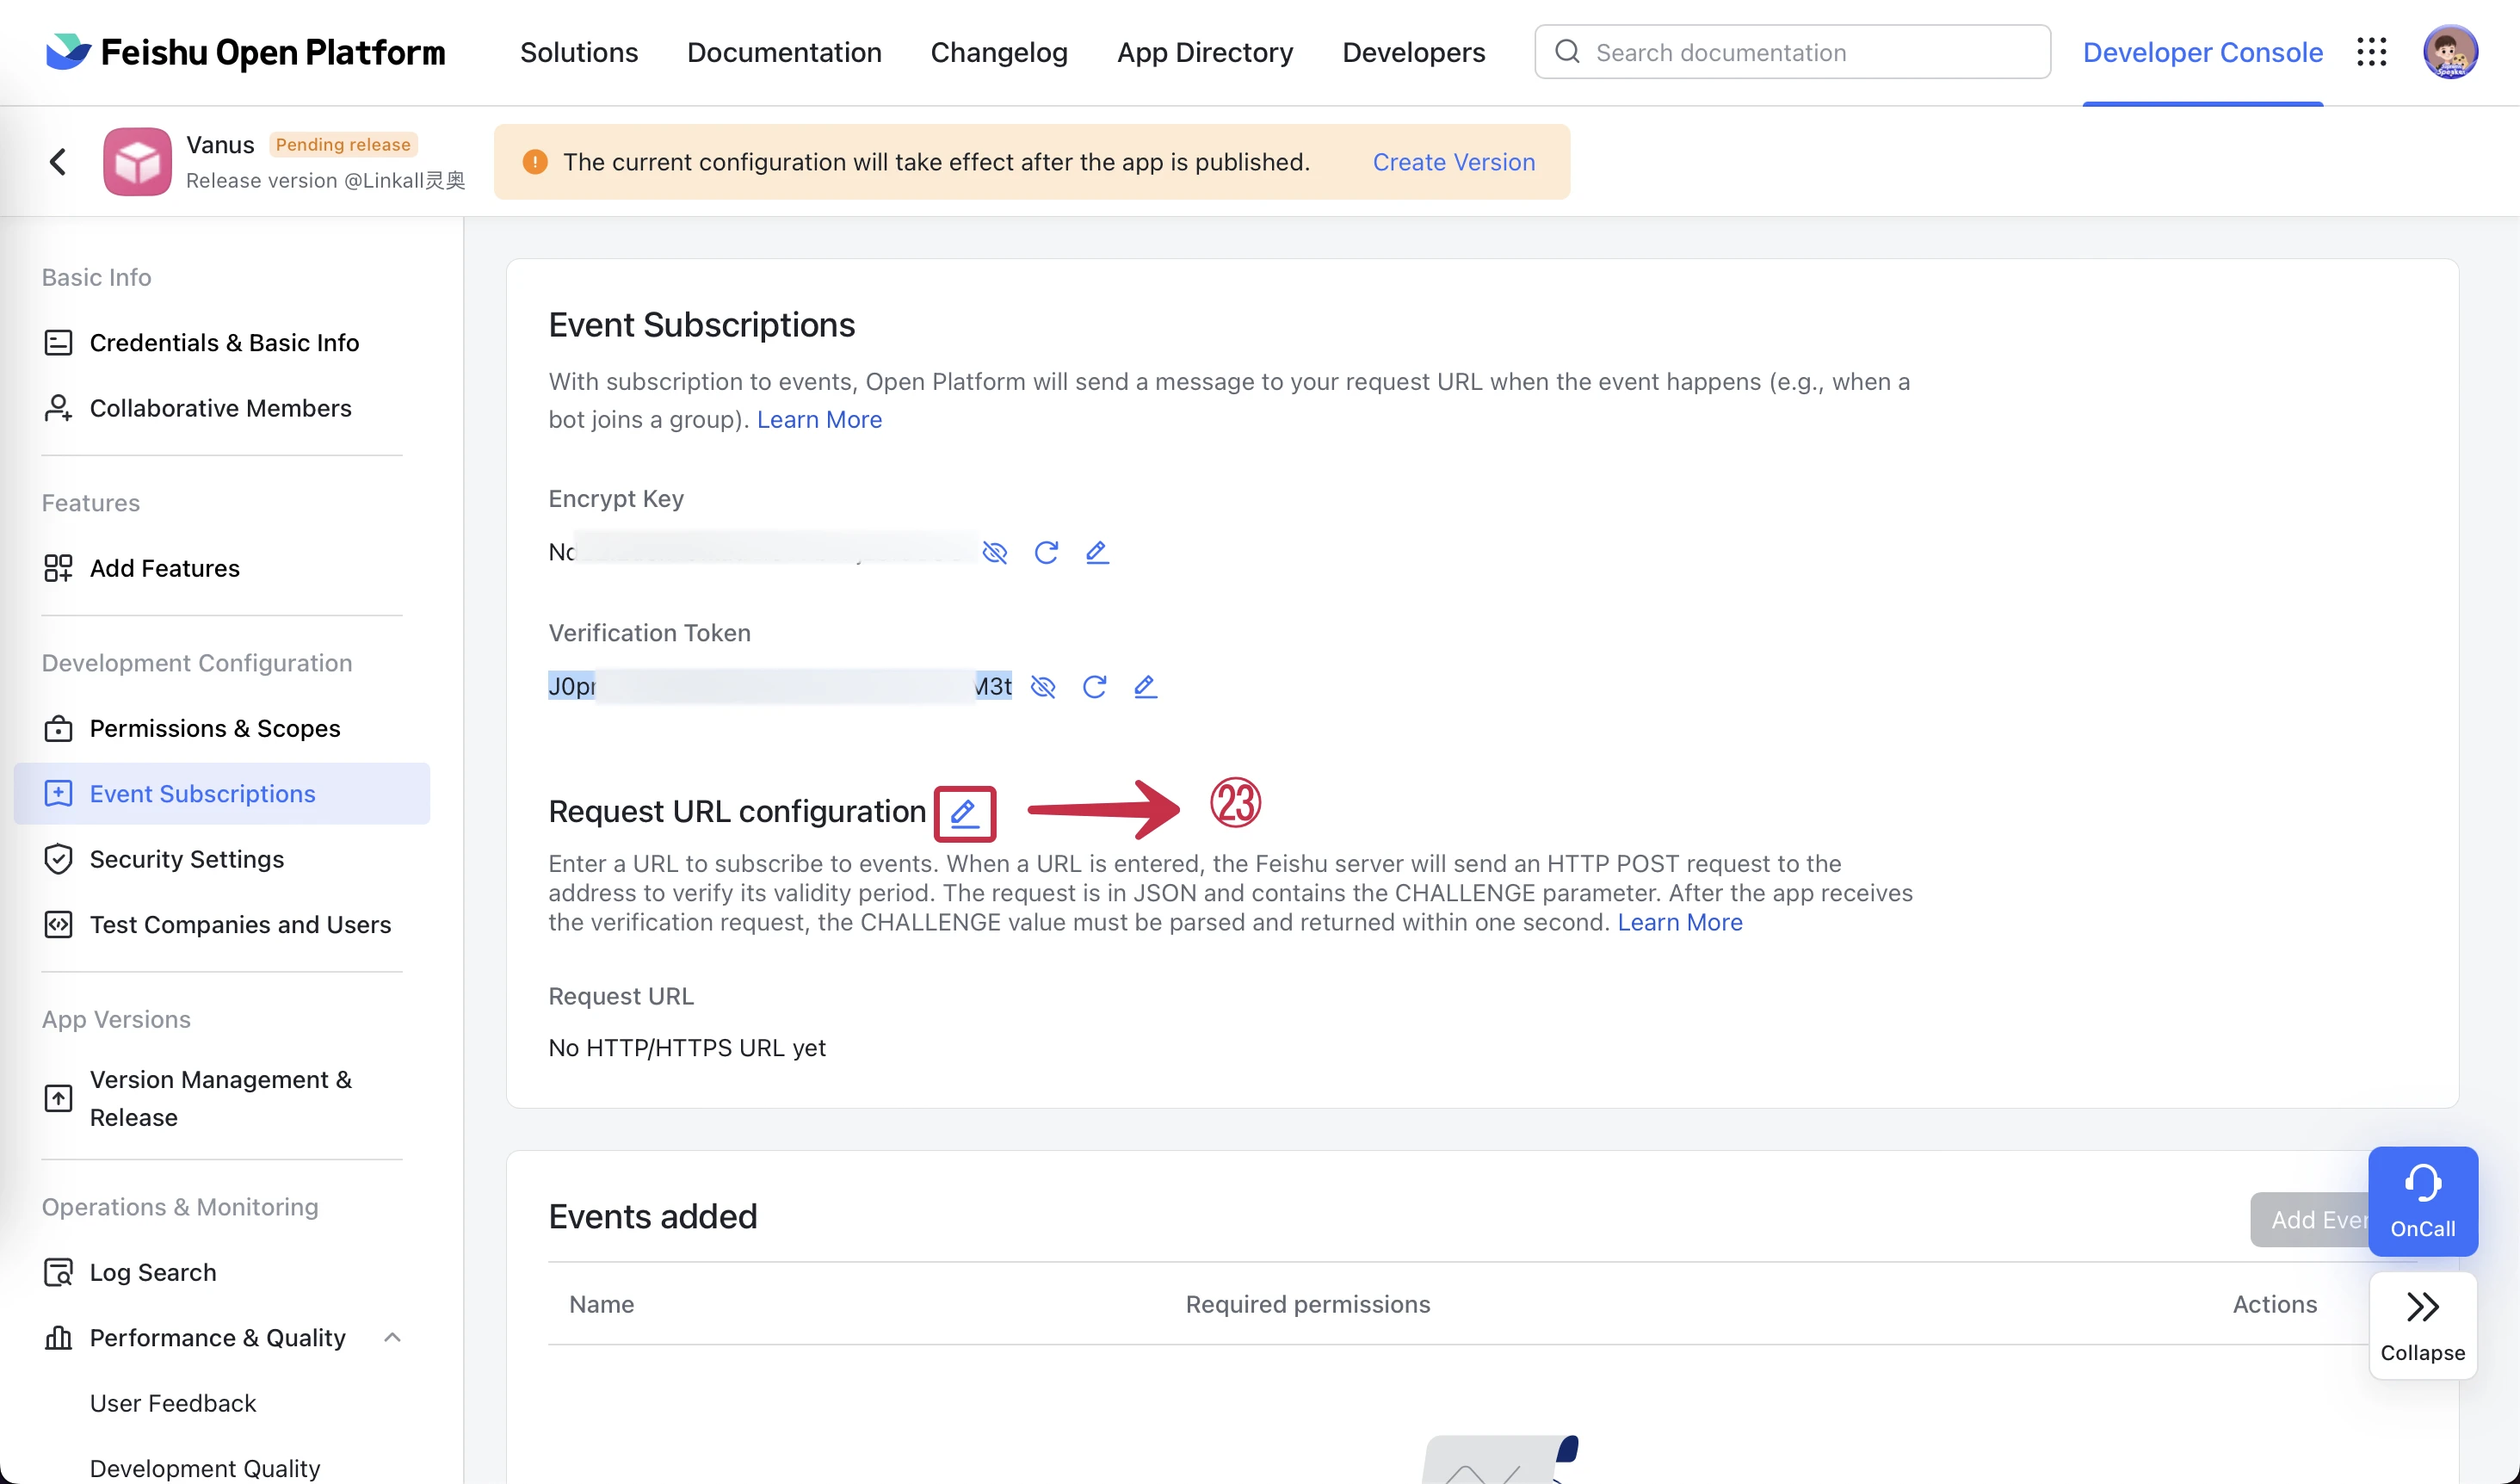 Feishu Open Platform
Solutions
Documentation
Changelog
App Directory
Developers
Search documentation
Developer Console
Vanus
Pending release
Release version @Linkall灵奥
The current configuration will take effect after the app is published.
Create Version
Basic Info
Credentials & Basic Info
Collaborative Members
Features
Add Features
Development Configuration
Permissions & Scopes
Event Subscriptions
Security Settings
Test Companies and Users
App Versions
Version Management &
Release
Operations & Monitoring
Log Search
Performance & Quality
User Feedback
Development Quality
Event Subscriptions
With subscription to events, Open Platform will send a message to your request URL when the event happens (e.g., when a
bot joins a group). Learn More
Encrypt Key
Verification Token
J0p M3t
Request URL configuration
㉓
Enter a URL to subscribe to events. When a URL is entered, the Feishu server will send an HTTP POST request to the
address to verify its validity period. The request is in JSON and contains the CHALLENGE parameter. After the app receives
the verification request, the CHALLENGE value must be parsed and returned within one second. Learn More
Request URL
No HTTP/HTTPS URL yet
Events added
Add Ever
OnCall
Name
Required permissions
Actions
Collapse